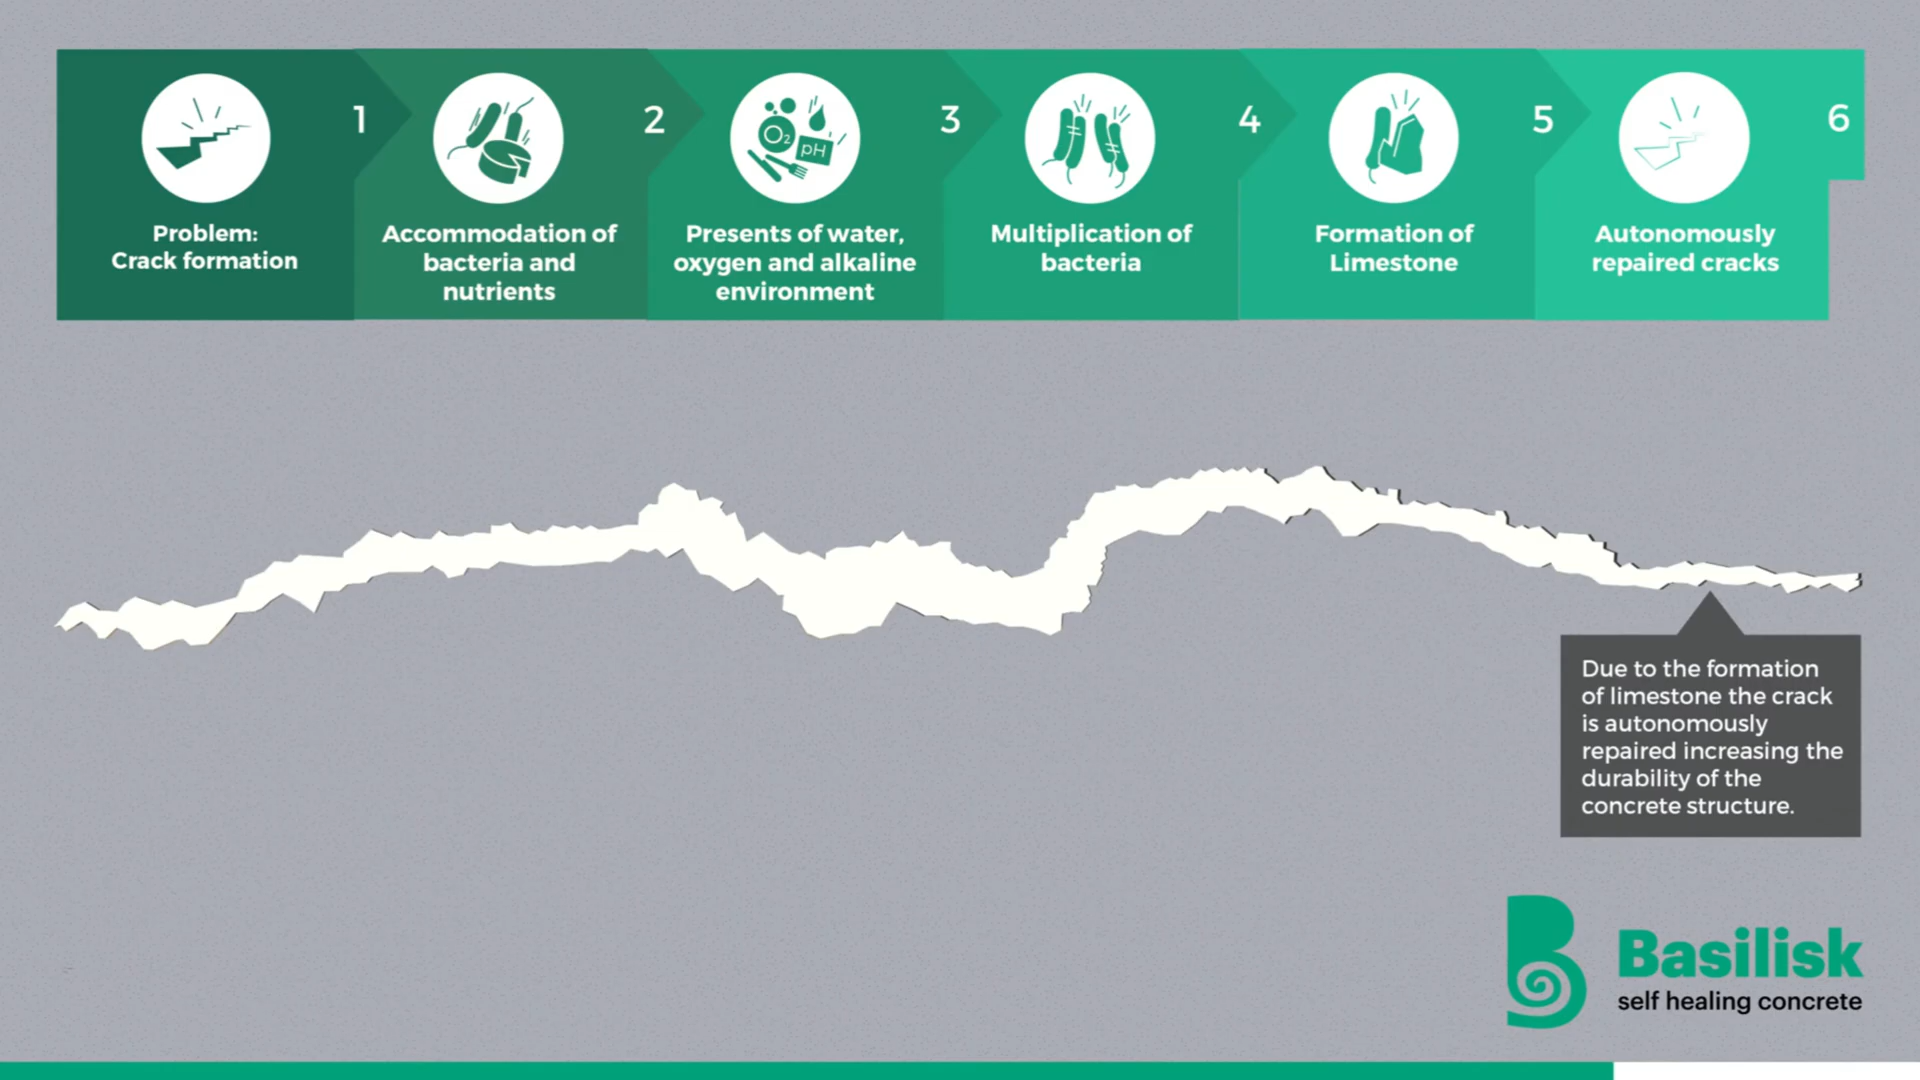 1
2
3
4
5
6
O2
pH
Problem:
Crack formation
Accommodation of
bacteria and
nutrients
Presents of water,
oxygen and alkaline
environment
Multiplication of
bacteria
Formation of
Limestone
Autonomously
repaired cracks
Due to the formation
of limestone the crack
is autonomously
repaired increasing the
durability of the
concrete structure.
Basilisk
self healing concrete